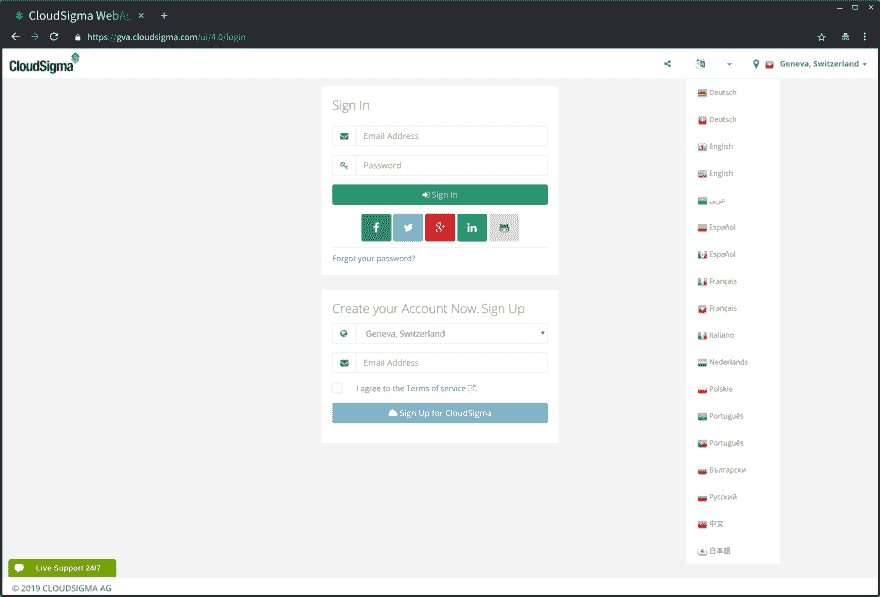 CloudSigma WebA
https://gva.cloudsigma.com/ui/4.0/login
CloudSigma
Geneva, Switzerland
Sign In
Email Address
Password
Sign In
Forgot your password?
Create your Account Now. Sign Up
Geneva, Switzerland
Email Address
I agree to the Terms of service.
Sign Up for CloudSigma
Deutsch
Deutsch
English
English
عربى
Español
Español
Français
Français
Italiano
Nederlands
Polskie
Português
Português
Български
Русский
中文
日本語
Live Support 24/7
© 2019 CLOUDSIGMA AG